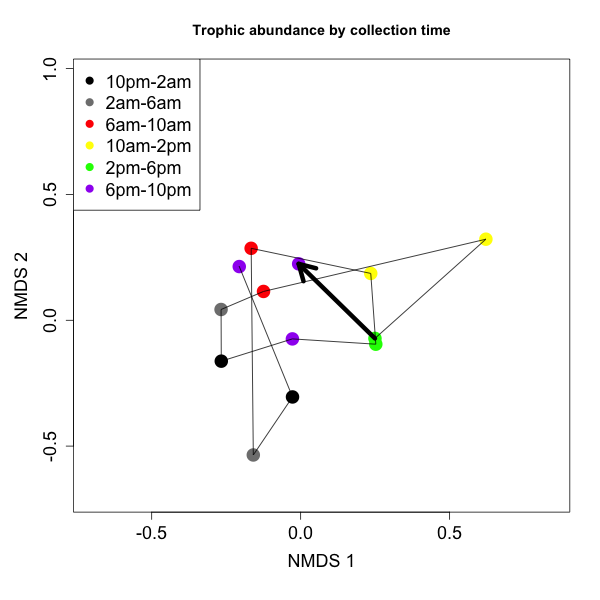 Trophic abundance by collection time
10pm-2am
2am-6am
6am-10am
10am-2pm
2pm-6pm
6pm-10pm
1.0
0.5
0.0
-0.5
NMDS 2
-0.5
0.0
0.5
NMDS 1